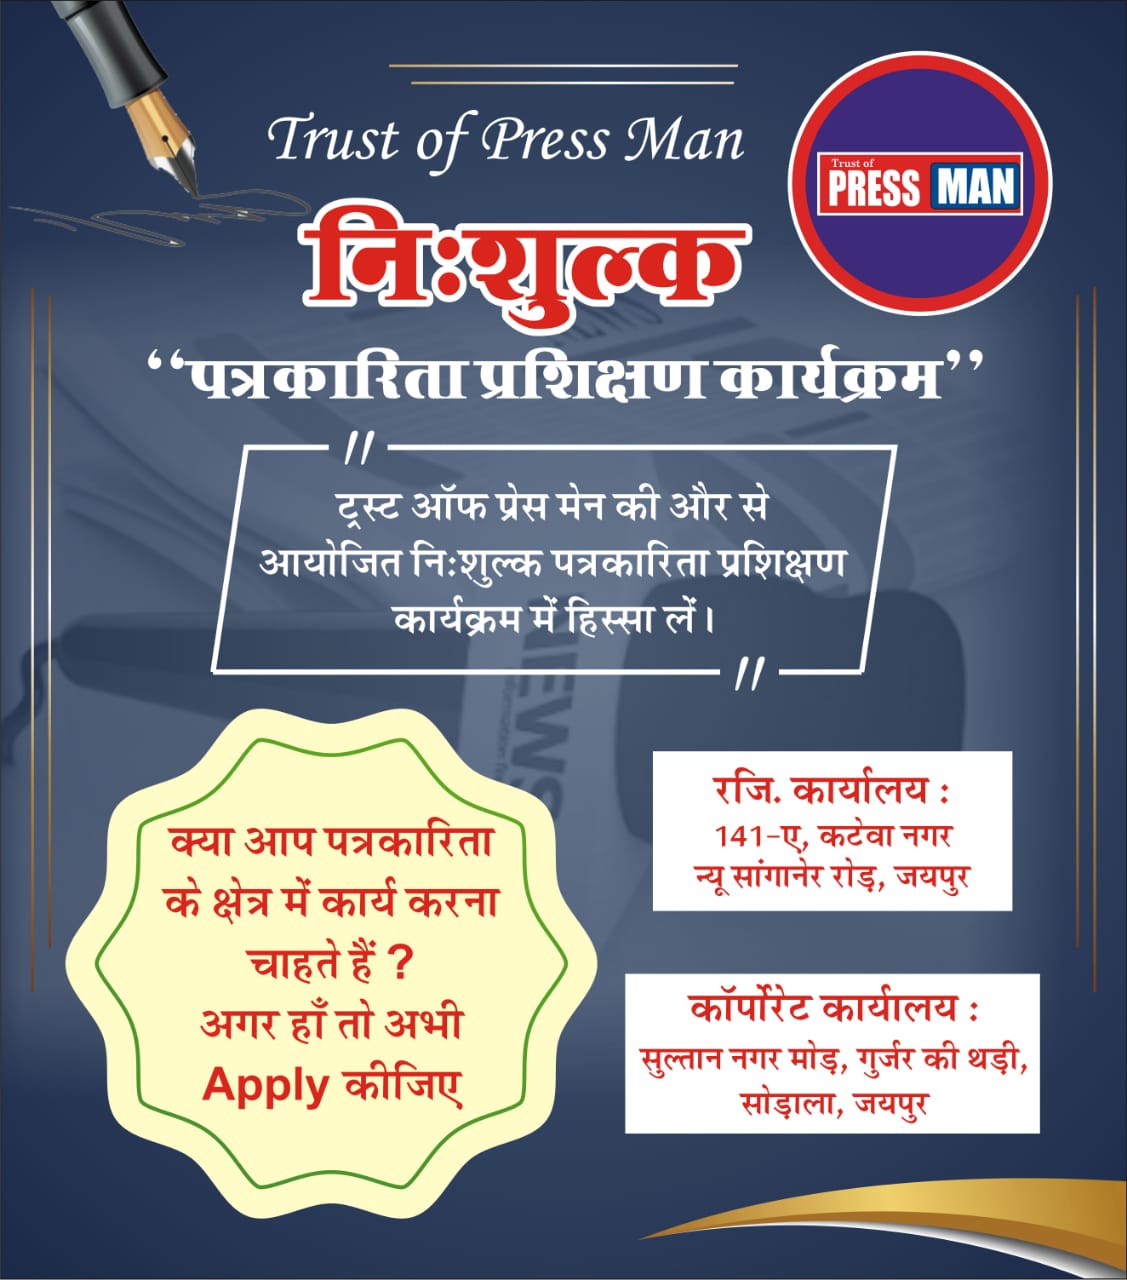 Trust of Press Man
Trust of
PRESS MAN
निःशुल्क
“पत्रकारिता प्रशिक्षण कार्यक्रम”
ट्रस्ट ऑफ प्रेस मेन की और से
आयोजित निःशुल्क पत्रकारिता प्रशिक्षण
कार्यक्रम में हिस्सा लें।
NEWS
क्या आप पत्रकारिता
के क्षेत्र में कार्य करना
चाहते हैं ?
अगर हाँ तो अभी
Apply कीजिए
रजि. कार्यालय :
141-ए, कटेवा नगर
न्यू सांगानेर रोड़, जयपुर
कॉर्पोरेट कार्यालय :
सुल्तान नगर मोड़, गुर्जर की थड़ी,
सोड़ाला, जयपुर